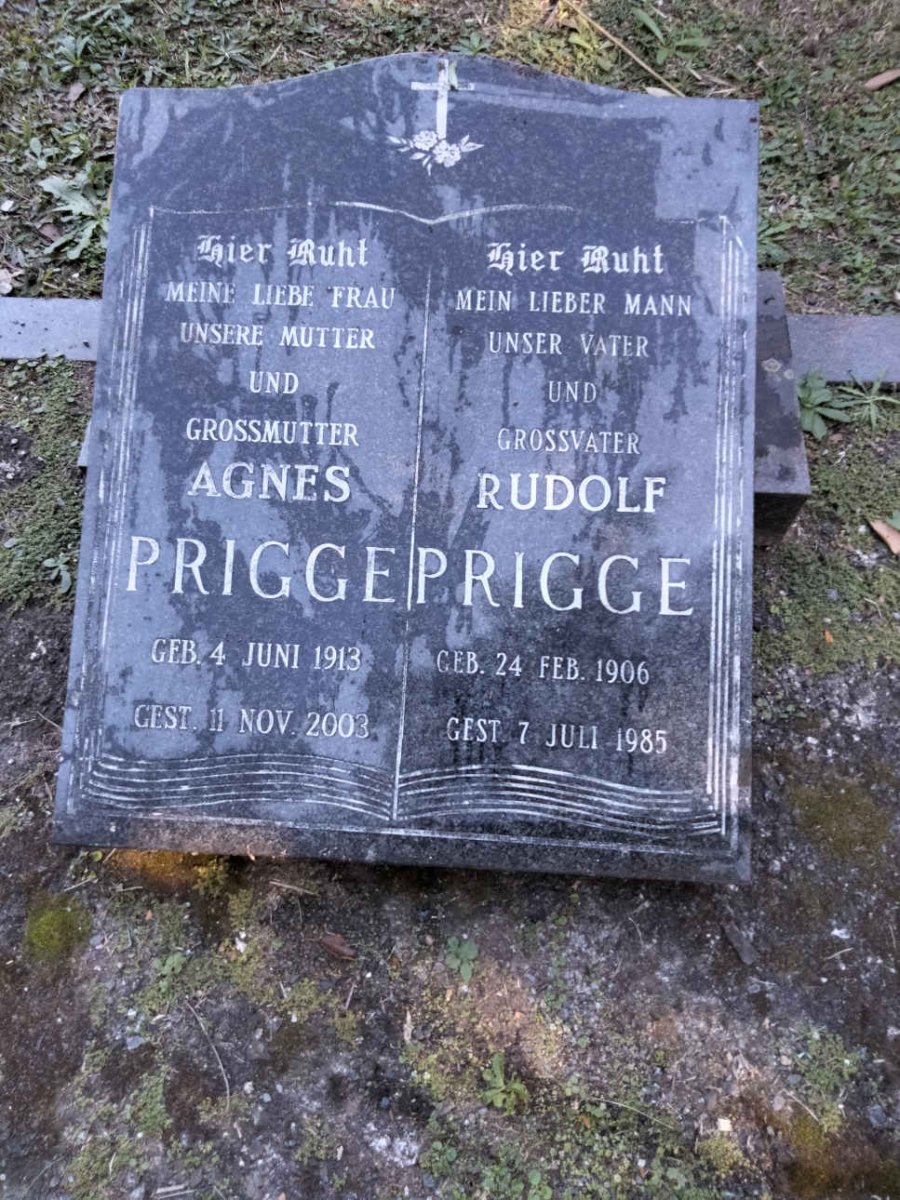 Hier Ruht
MEINE LIEBE FRAU
UNSERE MUTTER
UND
GROSSMUTTER
AGNES
PRIGGE
GEB. 4 JUNI 1913
GEST. 11 NOV. 2003
Hier Ruht
MEIN LIEBER MANN
UNSER VATER
UND
GROSSVATER
RUDOLF
PRIGGE
GEB. 24 FEB. 1906
GEST. 7 JULI 1985